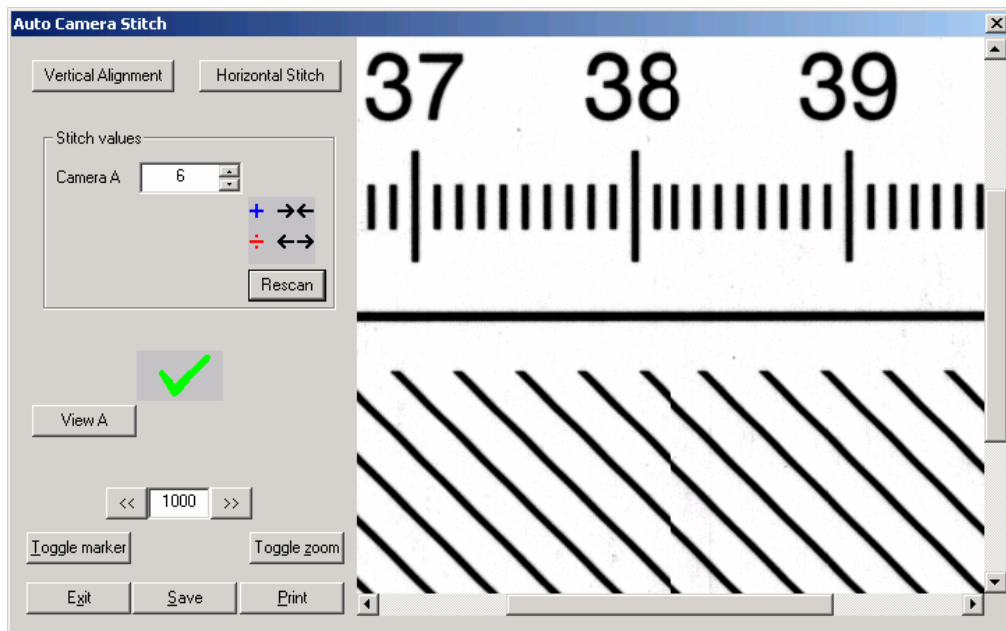 Auto Camera Stitch
Vertical Alignment
Horizontal Stitch
37 38 39
Stitch values
Camera A 6
+ →←
÷ ←→
Rescan
View A
<< 1000 >>
Toggle marker
Toggle zoom
Exit
Save
Print